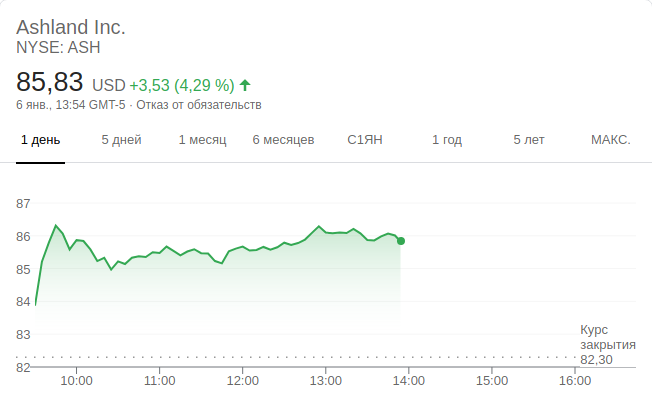 Ashland Inc.
NYSE: ASH
85,83 USD +3,53 (4,29 %)
6 янв., 13:54 GMT-5 · Отказ от обязательств
1 день 5 дней 1 месяц 6 месяцев С1ЯН 1 год 5 лет МАКС.
87
86
85
84
83
Курс
закрытия
82,30
82
10:00 11:00 12:00 13:00 14:00 15:00 16:00